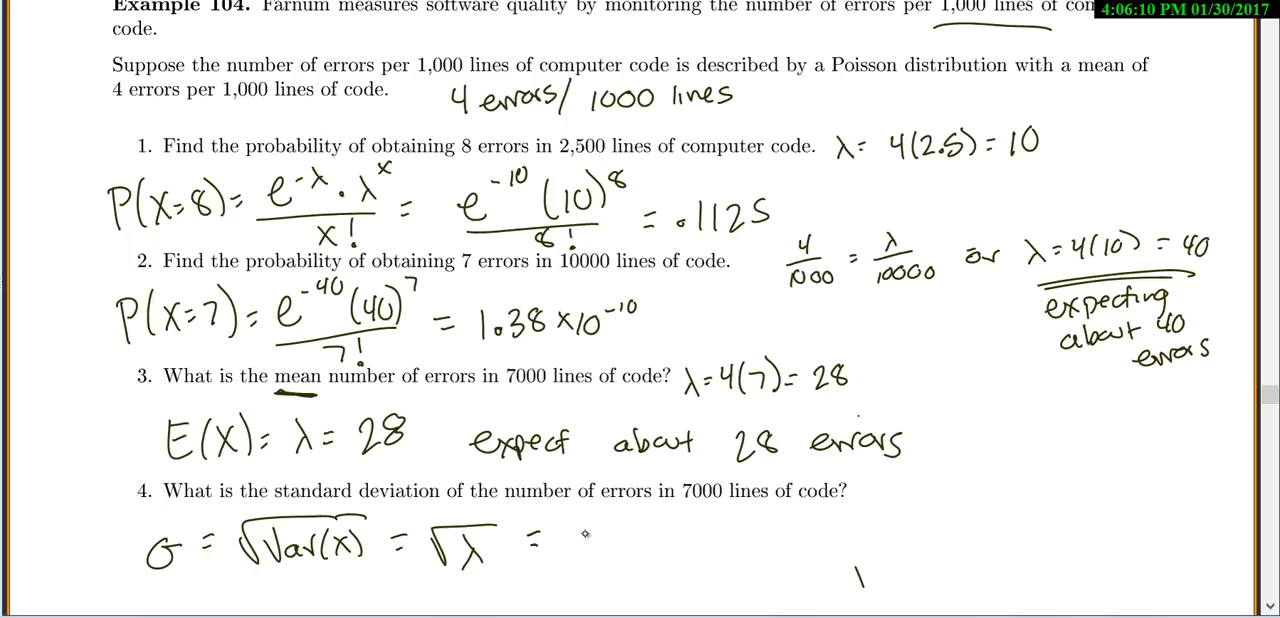 Example 104. Farnum measures software quality by monitoring the number of errors per 1,000 lines of
4:06:10 PM 01/30/2017
code.
Suppose the number of errors per 1,000 lines of computer code is described by a Poisson distribution with a mean of
4 errors per 1,000 lines of code.
4 errors/ 1000 lines
1. Find the probability of obtaining 8 errors in 2,500 lines of computer code. λ= 4(2.5)=10
P(X=8)= e^-λ · λ^x / x! = e^-10 (10)^8 / 8! = .1125
2. Find the probability of obtaining 7 errors in 10000 lines of code.
4/1000 = λ/10000 or λ=4(10)=40
expecting
about 40
errors
P(X=7)= e^-40 (40)^7 / 7! = 1.38 x10^-10
3. What is the mean number of errors in 7000 lines of code? λ=4(7)=28
E(X)= λ= 28 expect about 28 errors
4. What is the standard deviation of the number of errors in 7000 lines of code?
σ = √Var(X) = √λ =